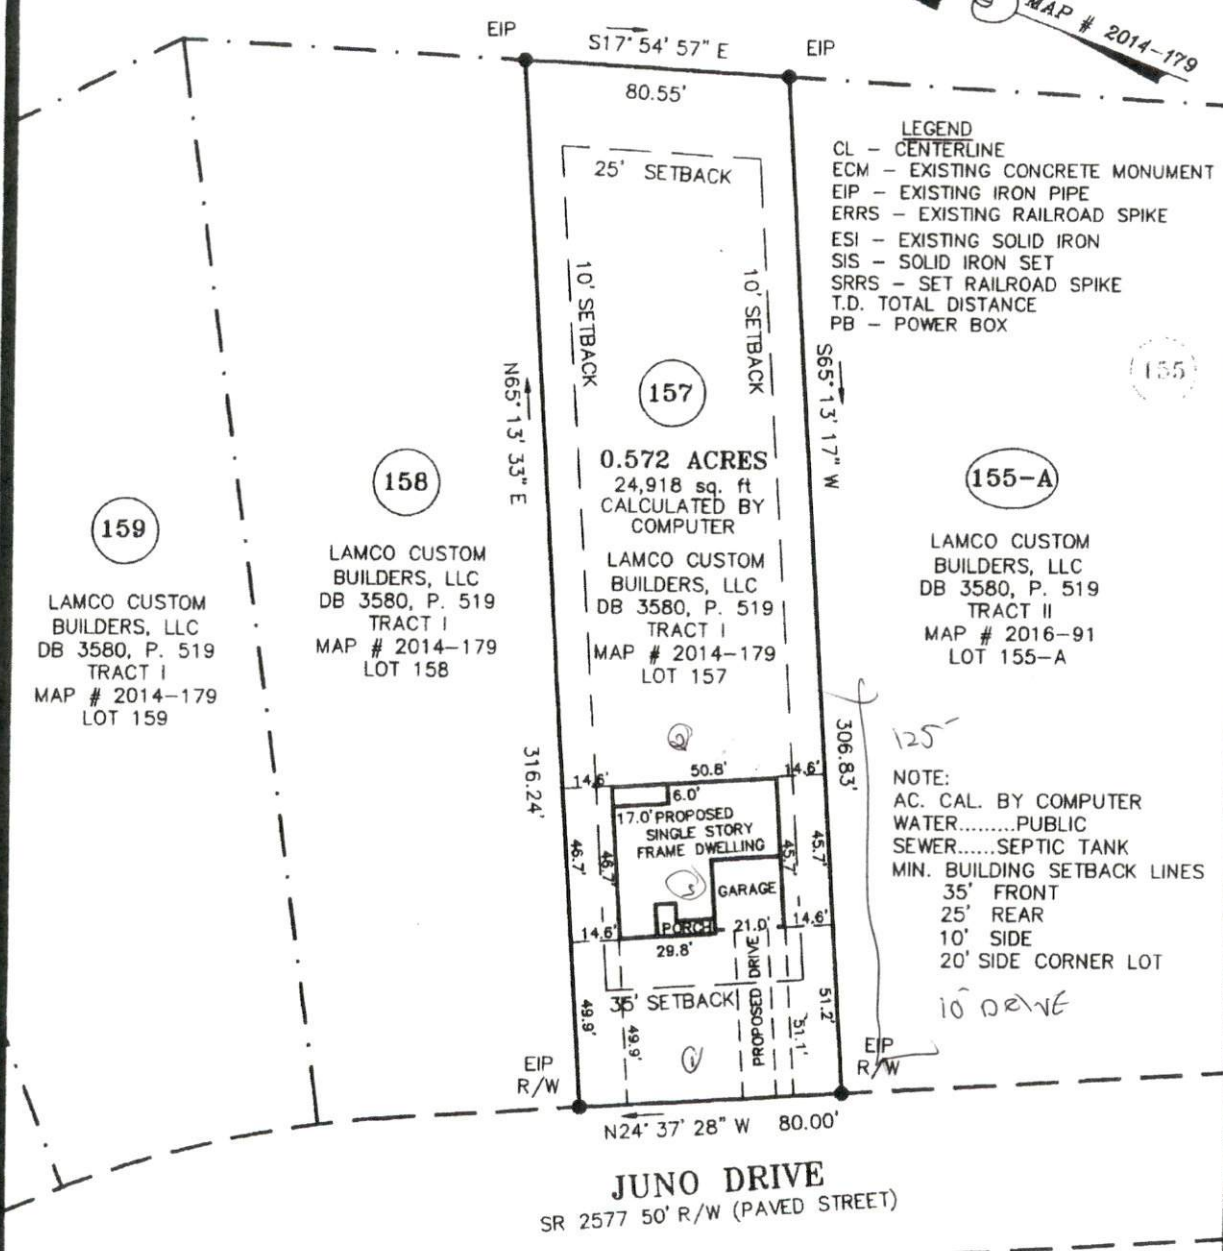 MAP # 2014-179
EIP
S17° 54' 57" E
EIP
80.55'
25' SETBACK
10' SETBACK
10' SETBACK
LEGEND
CL - CENTERLINE
ECM - EXISTING CONCRETE MONUMENT
EIP - EXISTING IRON PIPE
ERRS - EXISTING RAILROAD SPIKE
ESI - EXISTING SOLID IRON
SIS - SOLID IRON SET
SRRS - SET RAILROAD SPIKE
T.D. TOTAL DISTANCE
PB - POWER BOX
155
N65° 13' 33" E
S65° 13' 17" W
157
0.572 ACRES
24,918 sq. ft
CALCULATED BY
COMPUTER
LAMCO CUSTOM
BUILDERS, LLC
DB 3580, P. 519
TRACT I
MAP # 2014-179
LOT 157
158
LAMCO CUSTOM
BUILDERS, LLC
DB 3580, P. 519
TRACT I
MAP # 2014-179
LOT 158
159
LAMCO CUSTOM
BUILDERS, LLC
DB 3580, P. 519
TRACT I
MAP # 2014-179
LOT 159
155-A
LAMCO CUSTOM
BUILDERS, LLC
DB 3580, P. 519
TRACT II
MAP # 2016-91
LOT 155-A
316.24'
306.83'
125'
2
14.6'
50.8'
14.6'
6.0'
17.0' PROPOSED
SINGLE STORY
FRAME DWELLING
46.7'
46.7'
45.7'
45.7'
GARAGE
PORCH
21.0'
14.6'
14.6'
29.8'
35' SETBACK
PROPOSED DRIVE
49.9'
49.9'
51.1'
51.2'
1
NOTE:
AC. CAL. BY COMPUTER
WATER.........PUBLIC
SEWER......SEPTIC TANK
MIN. BUILDING SETBACK LINES
35' FRONT
25' REAR
10' SIDE
20' SIDE CORNER LOT
10' DRIVE
EIP
R/W
EIP
R/W
N24° 37' 28" W 80.00'
JUNO DRIVE
SR 2577 50' R/W (PAVED STREET)